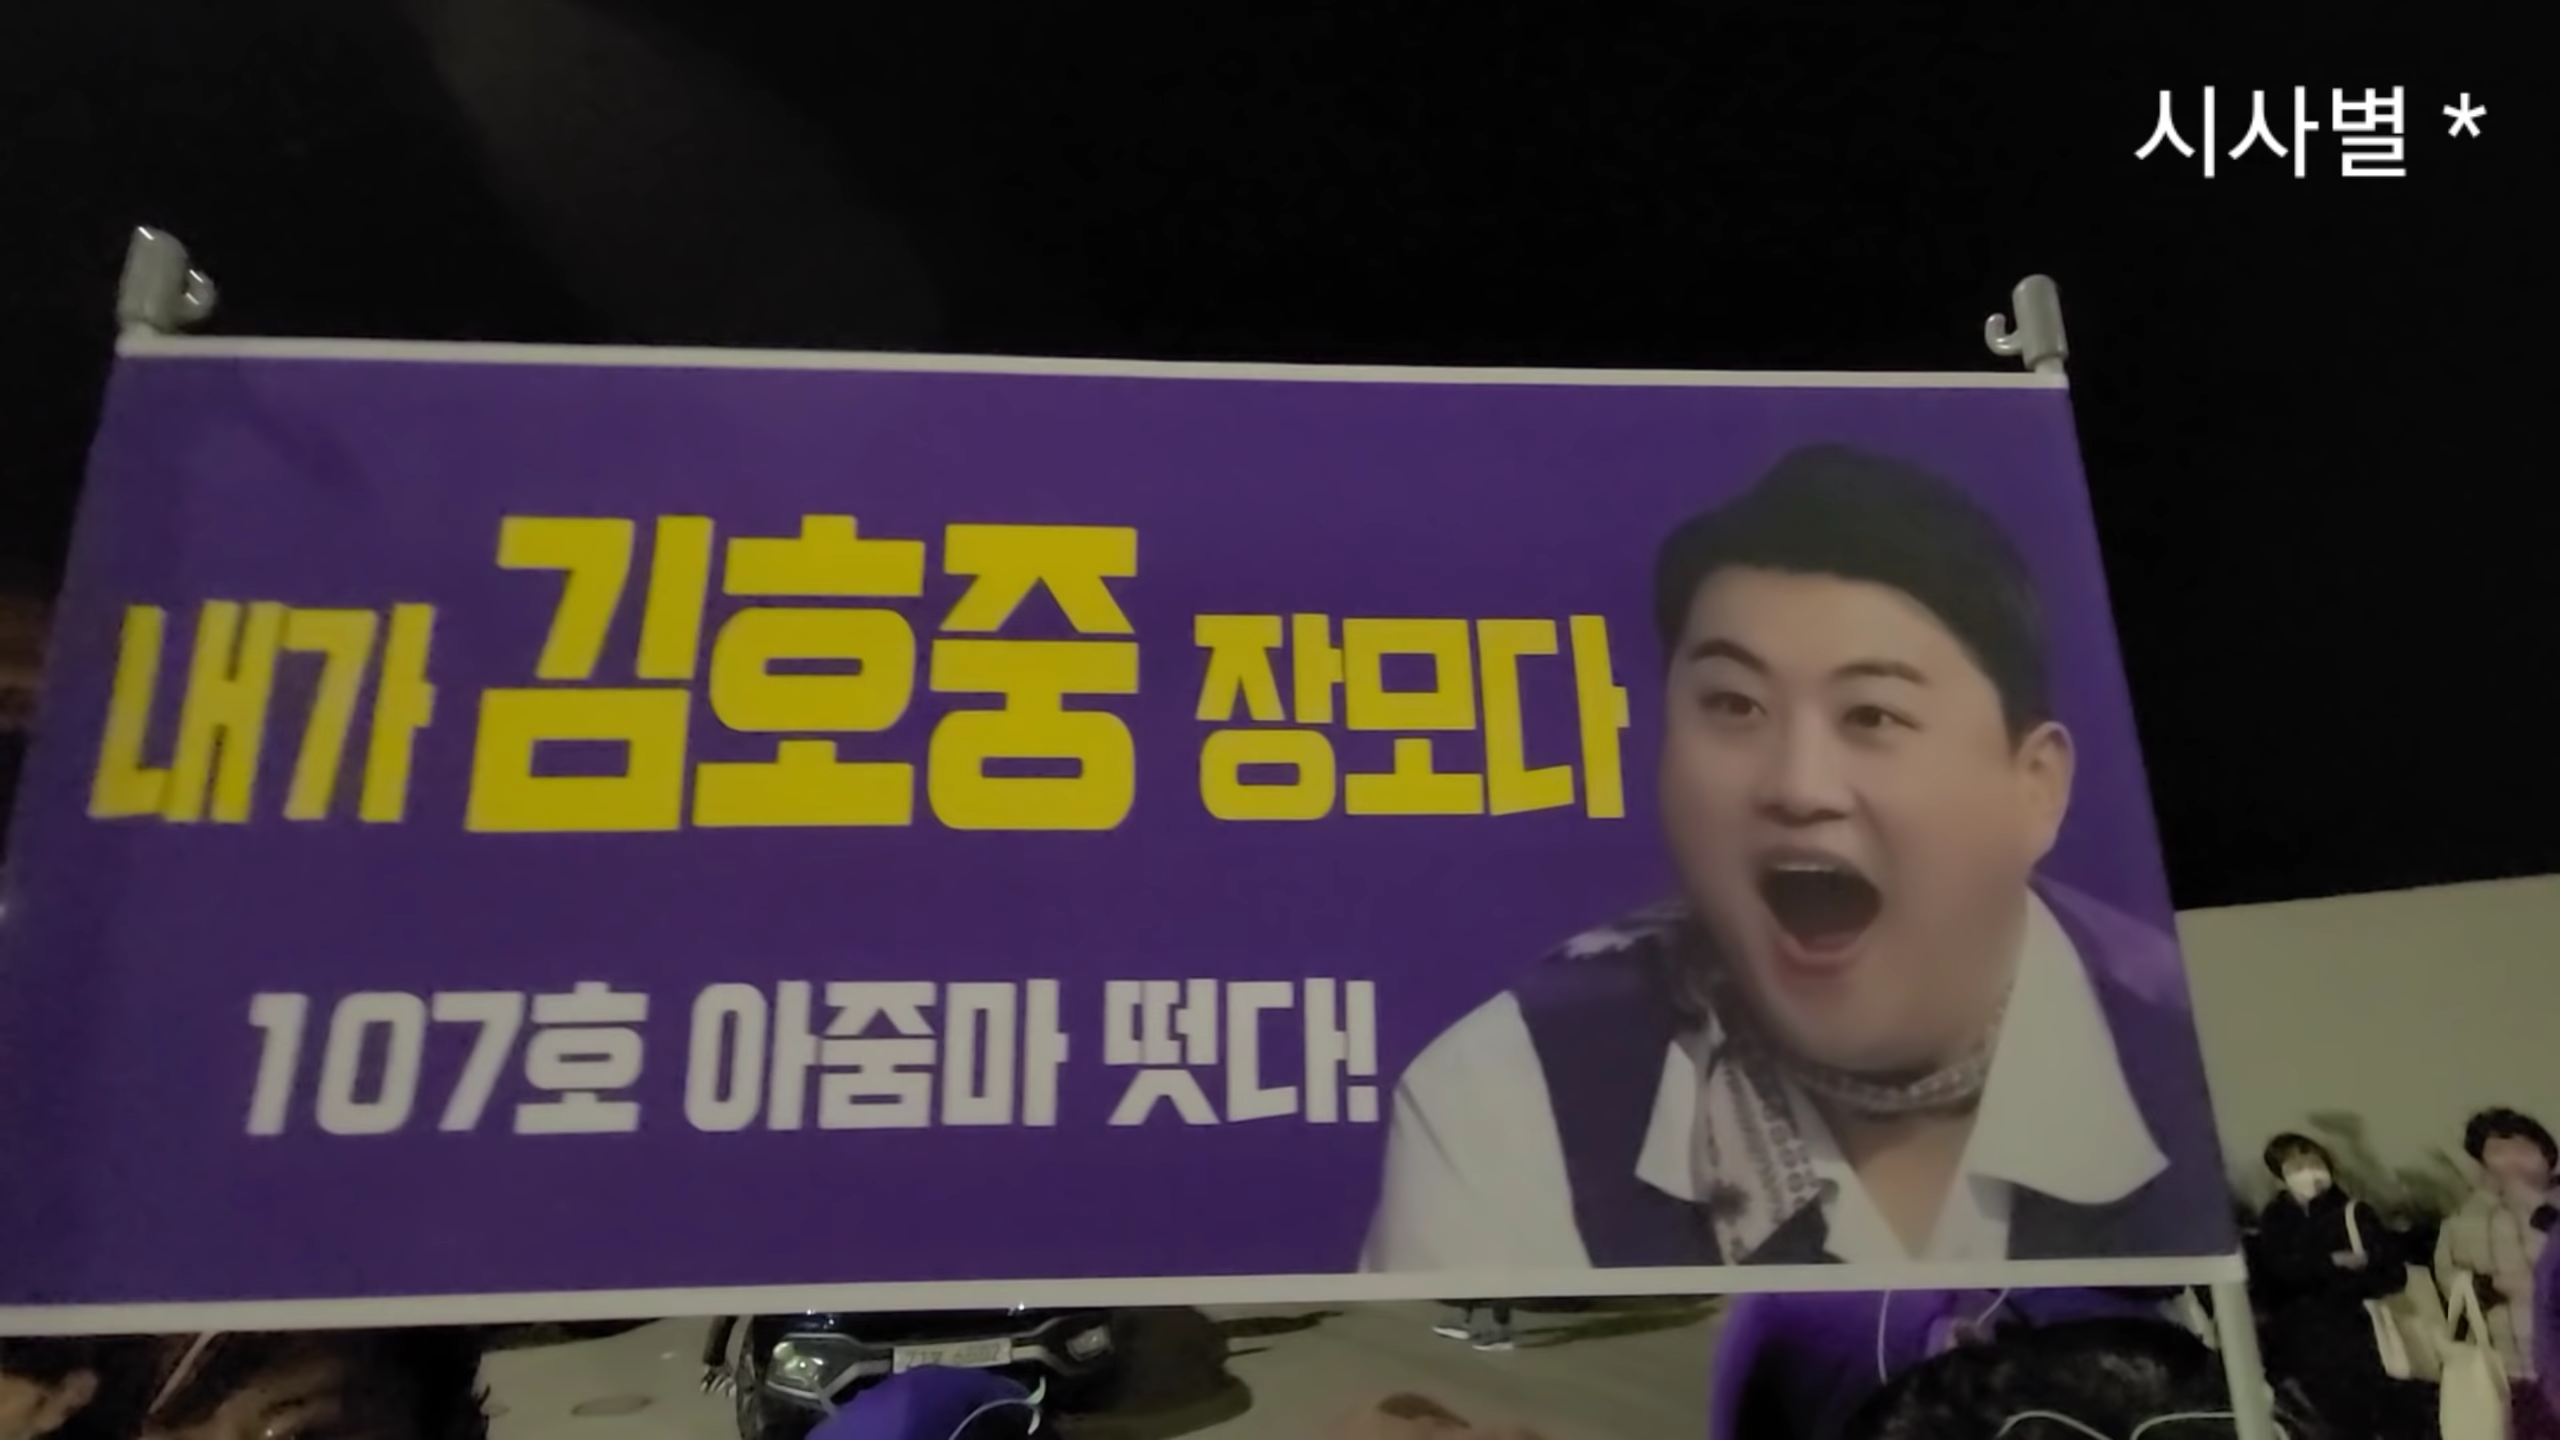 시사별 *
내가 김호중 장모다
107호 아줌마 떳다!